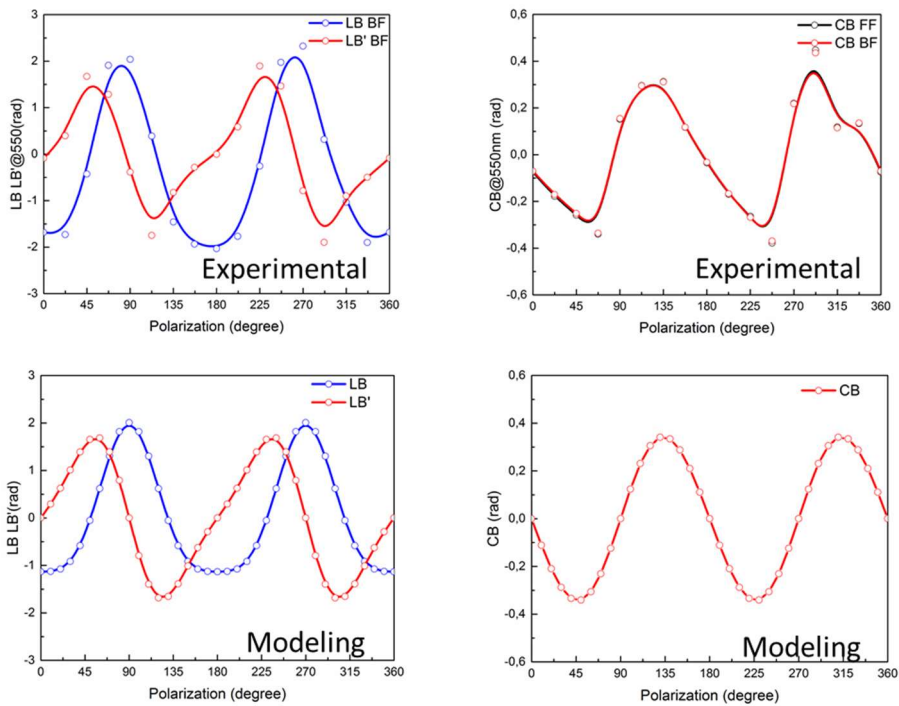 LB BF
LB' BF
3
2
1
0
-1
-2
-3
LB LB'@550(rad)
Experimental
0 45 90 135 180 225 270 315 360
Polarization (degree)
CB FF
CB BF
0,6
0,4
0,2
0,0
-0,2
-0,4
-0,6
CB@550nm (rad)
Experimental
0 45 90 135 180 225 270 315 360
Polarization (degree)
LB
LB'
3
2
1
0
-1
-2
-3
LB LB'(rad)
Modeling
0 45 90 135 180 225 270 315 360
Polarization (degree)
CB
0,6
0,4
0,2
0,0
-0,2
-0,4
-0,6
CB (rad)
Modeling
0 45 90 135 180 225 270 315 360
Polarization (degree)